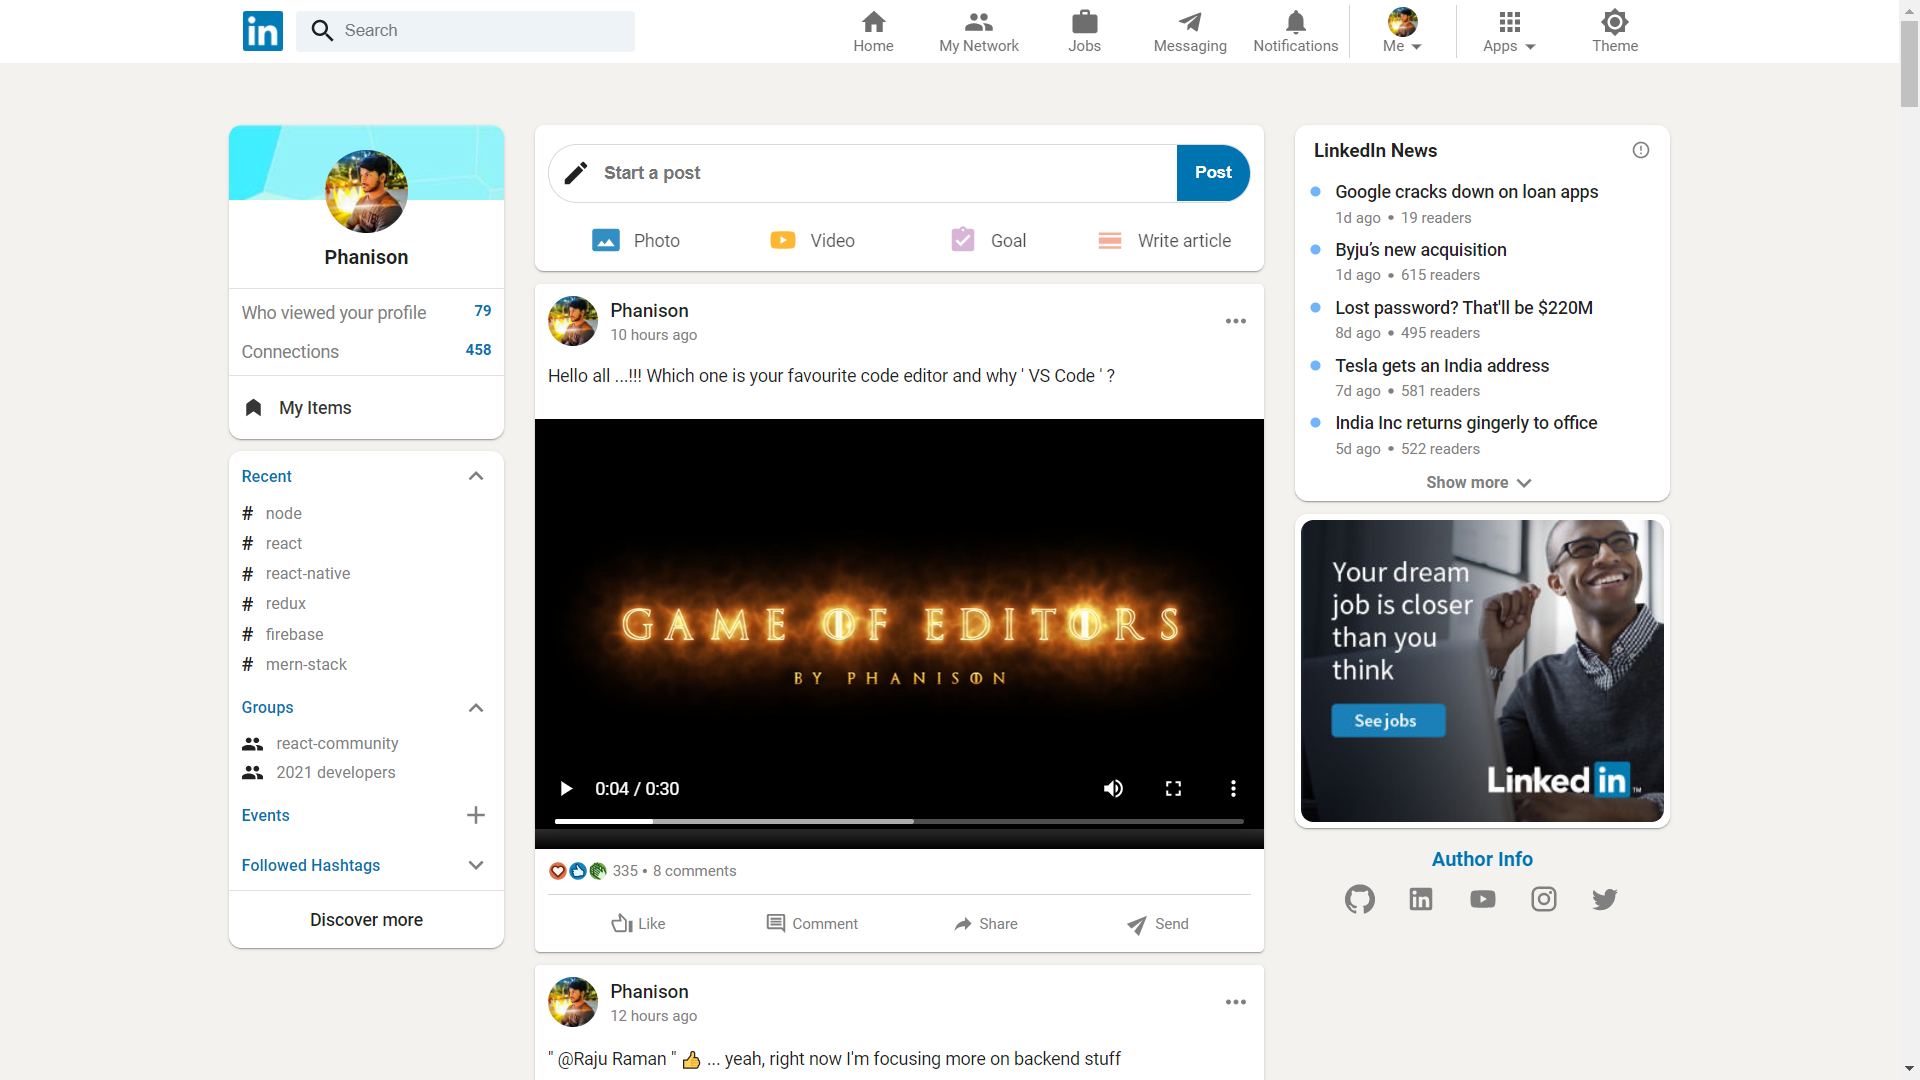 in
Search
Home
My Network
Jobs
Messaging
Notifications
Me
Apps
Theme
Phanison
Who viewed your profile 79
Connections 458
My Items
Recent
# node
# react
# react-native
# redux
# firebase
# mern-stack
Groups
react-community
2021 developers
Events
Followed Hashtags
Discover more
Start a post
Post
Photo
Video
Goal
Write article
Phanison
10 hours ago
Hello all ...!!! Which one is your favourite code editor and why ' VS Code ' ?
GAME OF EDITORS
BY PHANISON
0:04 / 0:30
335 • 8 comments
Like
Comment
Share
Send
Phanison
12 hours ago
" @Raju Raman " 👍 ... yeah, right now I'm focusing more on backend stuff
LinkedIn News
Google cracks down on loan apps
1d ago • 19 readers
Byju’s new acquisition
1d ago • 615 readers
Lost password? That'll be $220M
8d ago • 495 readers
Tesla gets an India address
7d ago • 581 readers
India Inc returns gingerly to office
5d ago • 522 readers
Show more
Your dream
job is closer
than you
think
See jobs
Linked in ™
Author Info